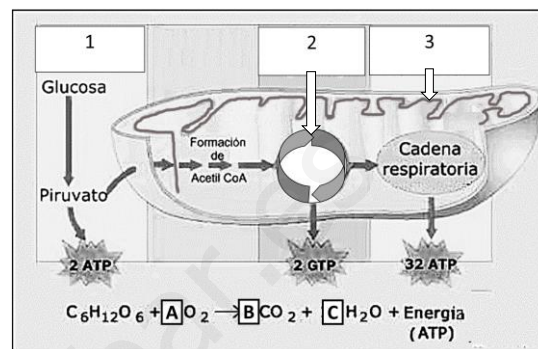 1
2
3
Glucosa
Formación
de
Acetil CoA
Cadena
respiratoria
Piruvato
2 ATP
2 GTP
32 ATP
C₆H₁₂O₆ + A O₂ → B CO₂ + C H₂O + Energía
(ATP)